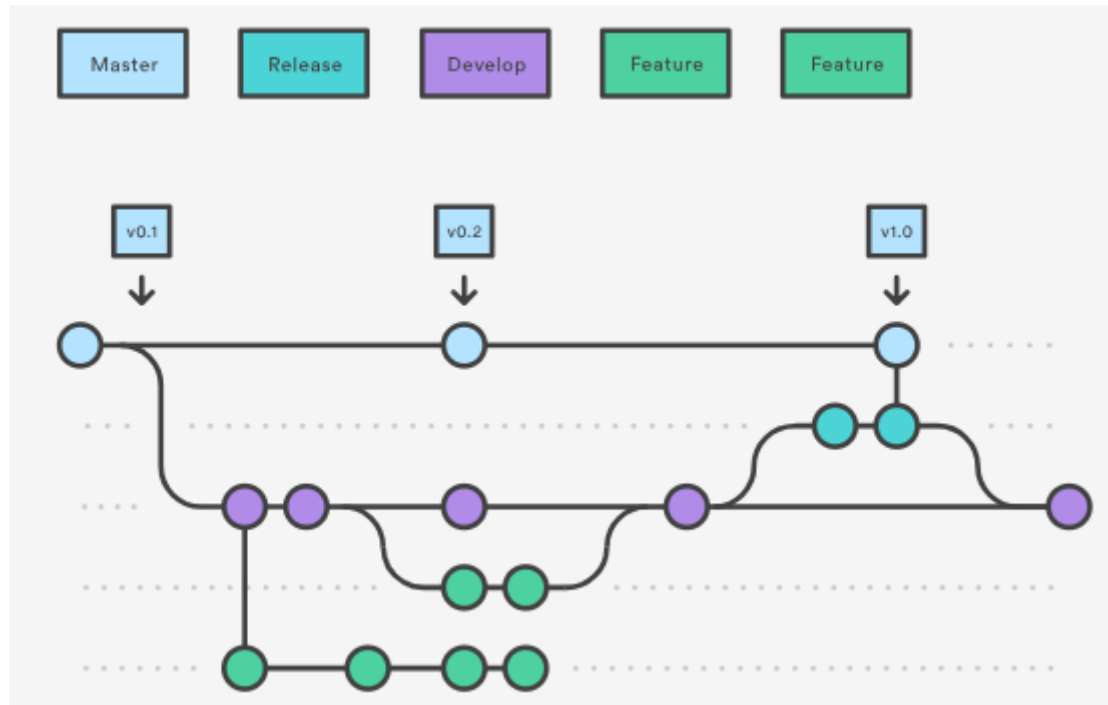 Master
Release
Develop
Feature
Feature
v0.1
v0.2
v1.0